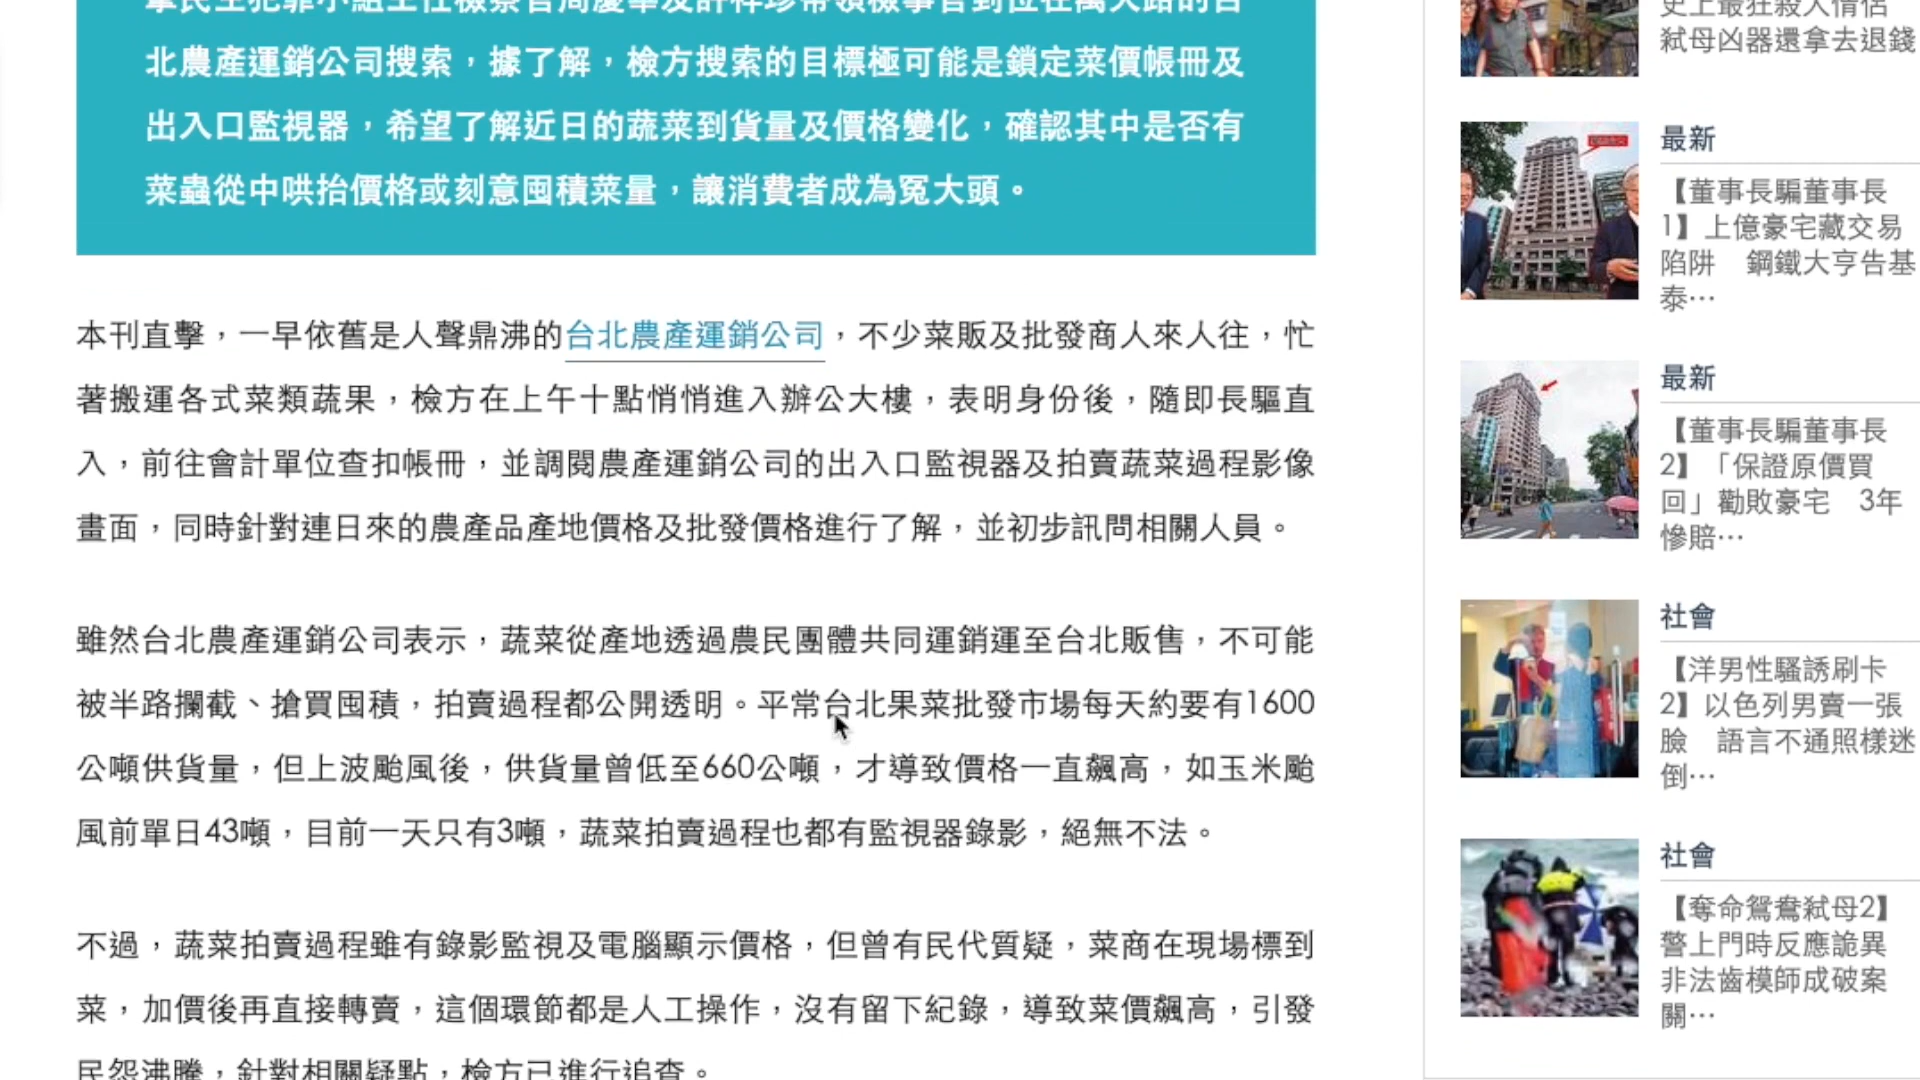 北農產運銷公司搜索，據了解，檢方搜索的目標極可能是鎖定菜價帳冊及
出入口監視器，希望了解近日的蔬菜到貨量及價格變化，確認其中是否有
菜蟲從中哄抬價格或刻意囤積菜量，讓消費者成為冤大頭。
本刊直擊，一早依舊是人聲鼎沸的台北農產運銷公司，不少菜販及批發商人來人往，忙
著搬運各式菜類蔬果，檢方在上午十點悄悄進入辦公大樓，表明身份後，隨即長驅直
入，前往會計單位查扣帳冊，並調閱農產運銷公司的出入口監視器及拍賣蔬菜過程影像
畫面，同時針對連日來的農產品產地價格及批發價格進行了解，並初步訊問相關人員。
雖然台北農產運銷公司表示，蔬菜從產地透過農民團體共同運銷運至台北販售，不可能
被半路攔截、搶買囤積，拍賣過程都公開透明。平常台北果菜批發市場每天約要有1600
公噸供貨量，但上波颱風後，供貨量曾低至660公噸，才導致價格一直飆高，如玉米颱
風前單日43噸，目前一天只有3噸，蔬菜拍賣過程也都有監視器錄影，絕無不法。
不過，蔬菜拍賣過程雖有錄影監視及電腦顯示價格，但曾有民代質疑，菜商在現場標到
菜，加價後再直接轉賣，這個環節都是人工操作，沒有留下紀錄，導致菜價飆高，引發
民怨沸騰，針對相關疑點，檢方已進行追查。
史上最狂殺人情侶
弒母凶器還拿去退錢
最新
【董事長騙董事長
1】上億豪宅藏交易
陷阱　鋼鐵大亨告基
泰…
最新
【董事長騙董事長
2】「保證原價買
回」勸敗豪宅　3年
慘賠…
社會
【洋男性騷誘刷卡
2】以色列男賣一張
臉　語言不通照樣迷
倒…
社會
【奪命鴛鴦弒母2】
警上門時反應詭異
非法齒模師成破案
關…